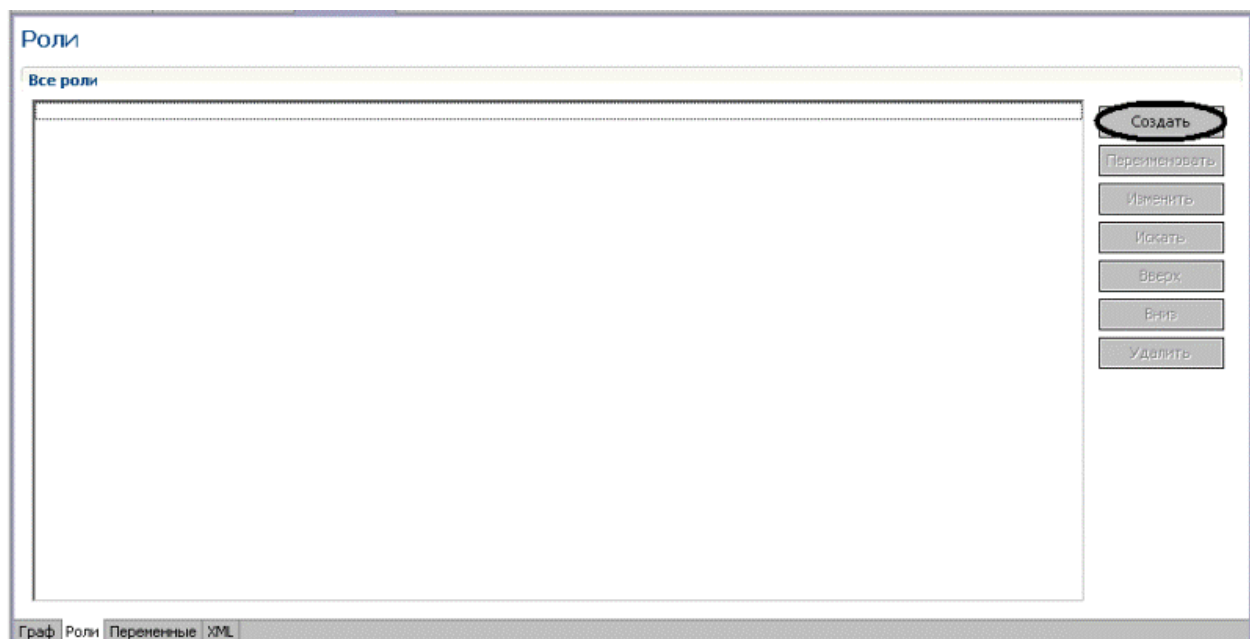 Роли
Все роли
Создать
Переименовать
Изменить
Искать
Вверх
Вниз
Удалить
Граф Роли Переменные XML